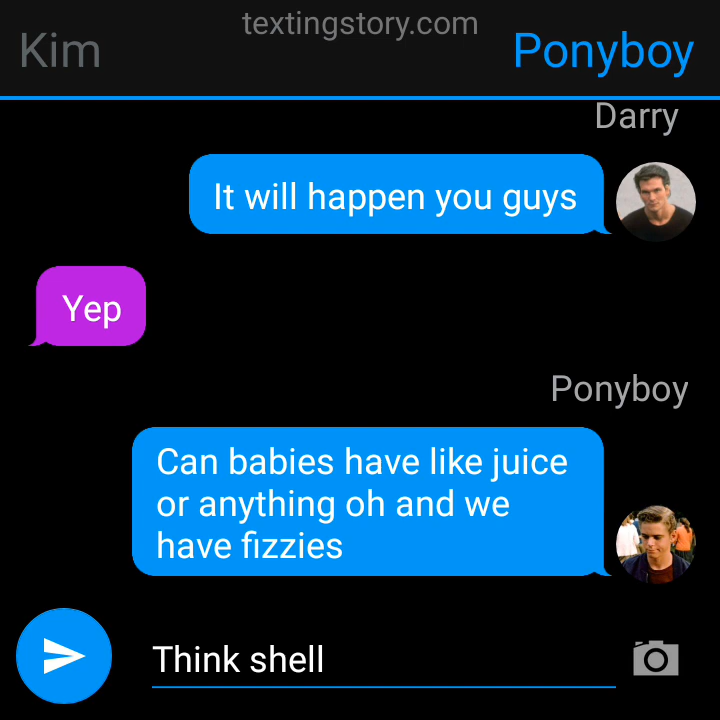 textingstory.com
Kim
Ponyboy
Darry
It will happen you guys
Yep
Ponyboy
Can babies have like juice
or anything oh and we
have fizzies
Think shell